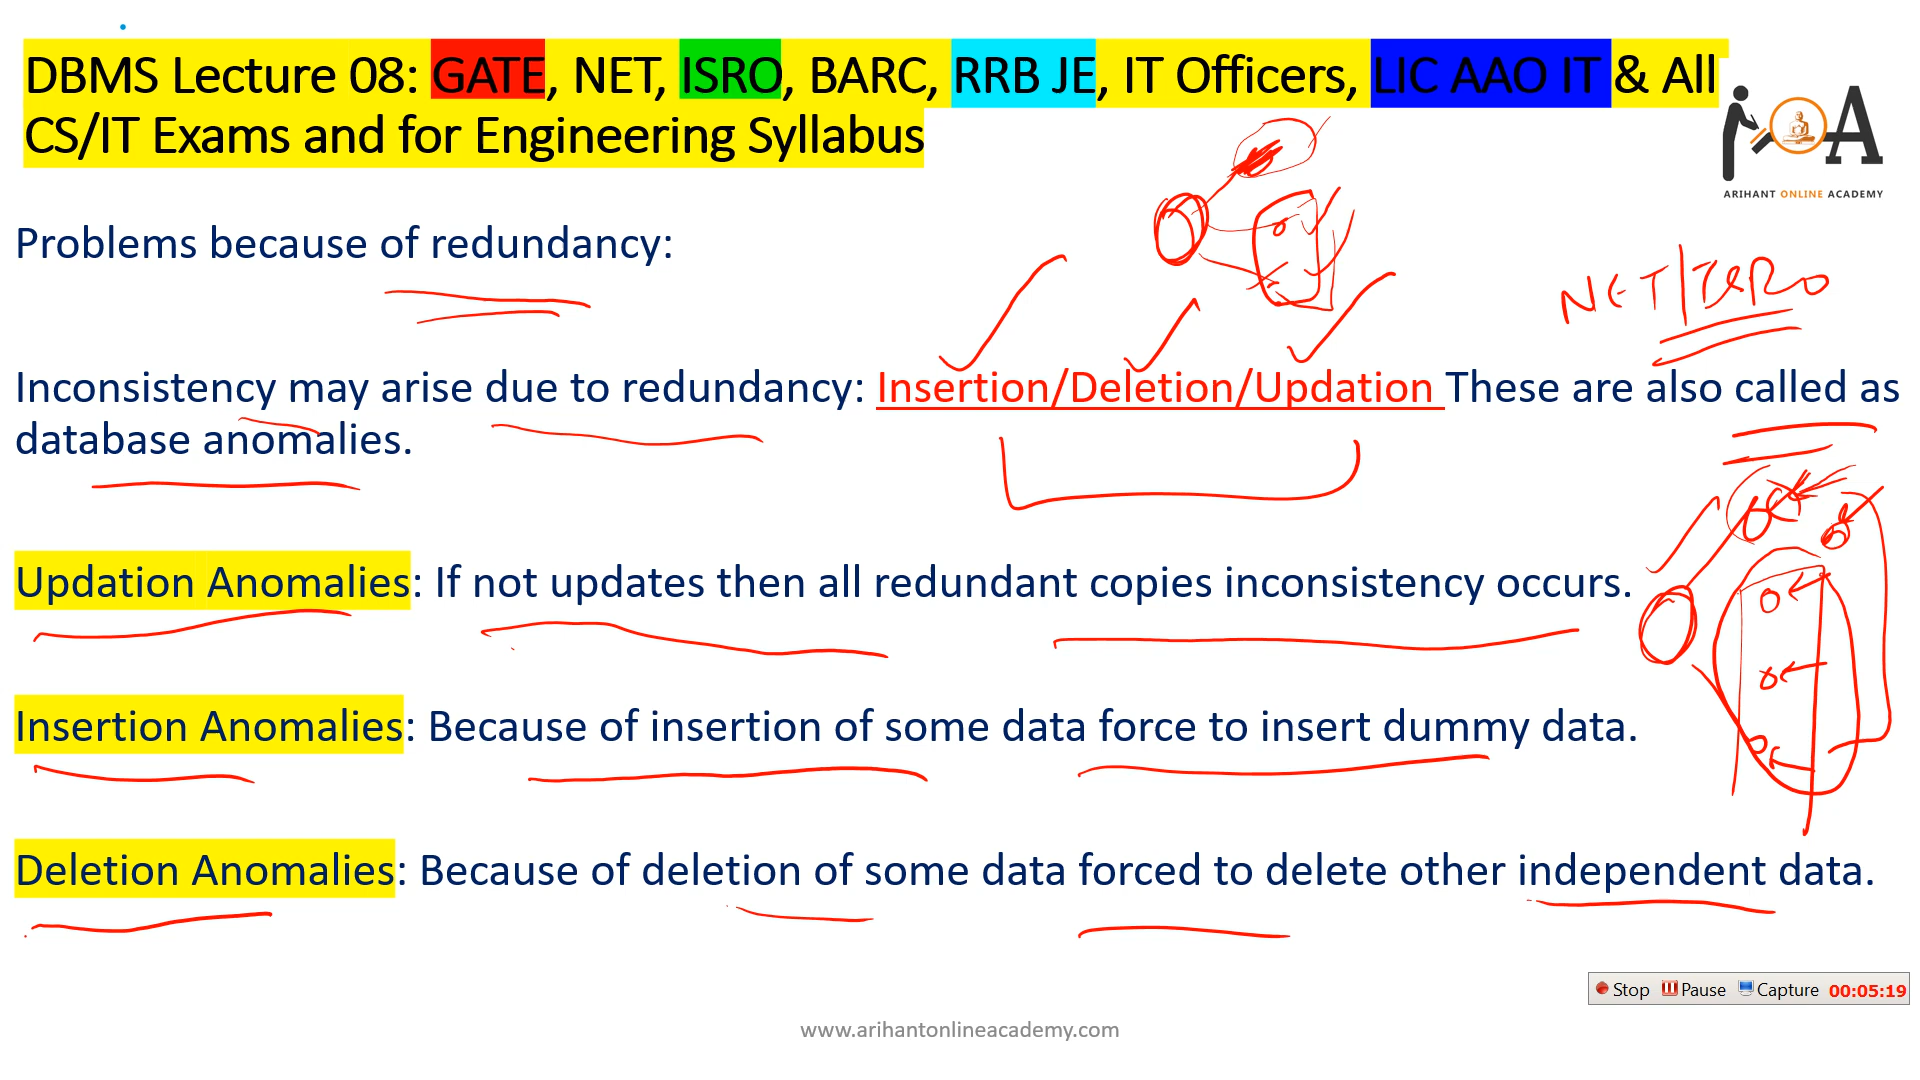 DBMS Lecture 08: GATE, NET, ISRO, BARC, RRB JE, IT Officers, LIC AAO IT & All
CS/IT Exams and for Engineering Syllabus
ARIHANT ONLINE ACADEMY
Problems because of redundancy:
NET/ISRO
Inconsistency may arise due to redundancy: Insertion/Deletion/Updation These are also called as
database anomalies.
Updation Anomalies: If not updates then all redundant copies inconsistency occurs.
Insertion Anomalies: Because of insertion of some data force to insert dummy data.
Deletion Anomalies: Because of deletion of some data forced to delete other independent data.
Stop Pause Capture 00:05:19
www.arihantonlineacademy.com